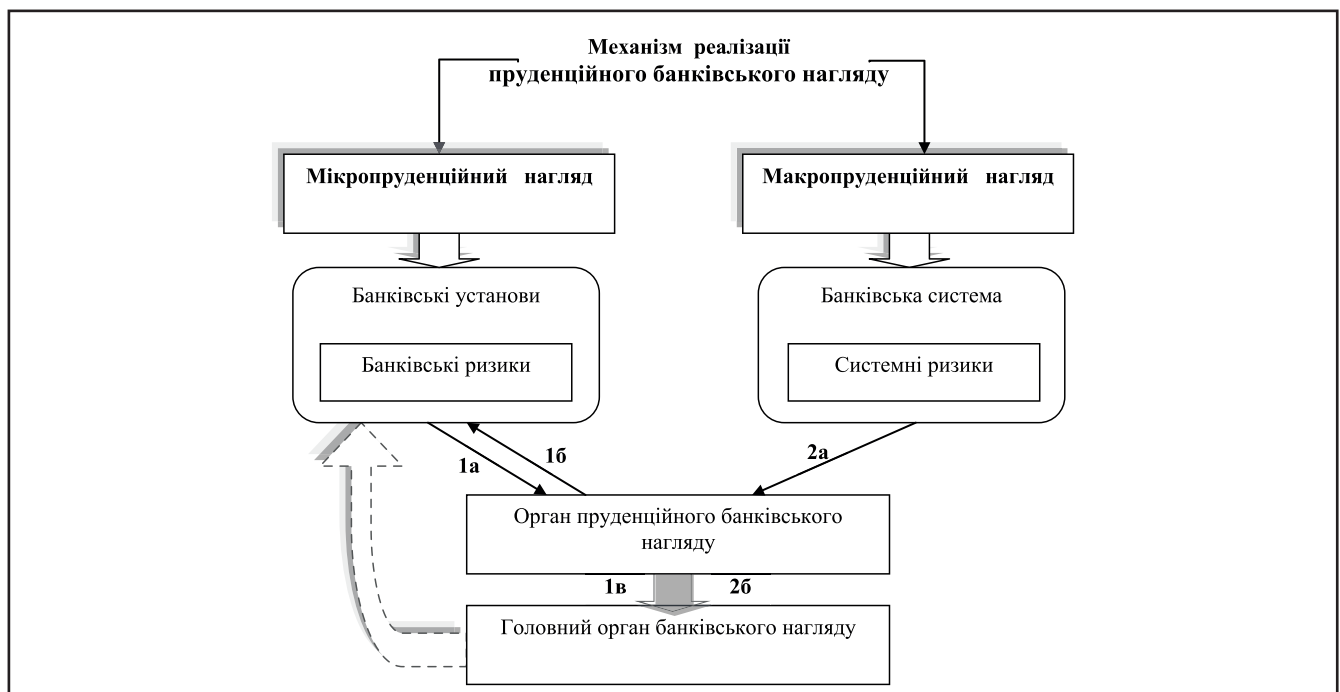 Механізм реалізації
пруденційного банківського нагляду
Мікропруденційний нагляд
Макропруденційний нагляд
Банківські установи
Банківська система
Банківські ризики
Системні ризики
1а
1б
2а
Орган пруденційного банківського
нагляду
1в
2б
Головний орган банківського нагляду